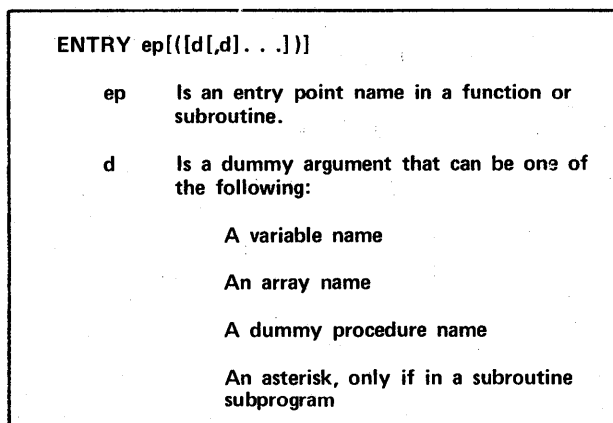 ENTRY ep[([d[,d]. . .])]
ep Is an entry point name in a function or
subroutine.
d Is a dummy argument that can be one of
the following:
A variable name
An array name
A dummy procedure name
An asterisk, only if in a subroutine
subprogram